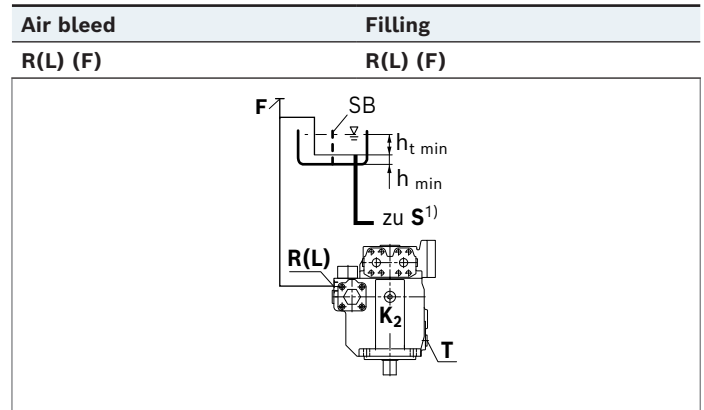 Air bleed Filling
R(L) (F) R(L) (F)
F SB
h t min
h min
zu S 1)
R(L)
K2
T